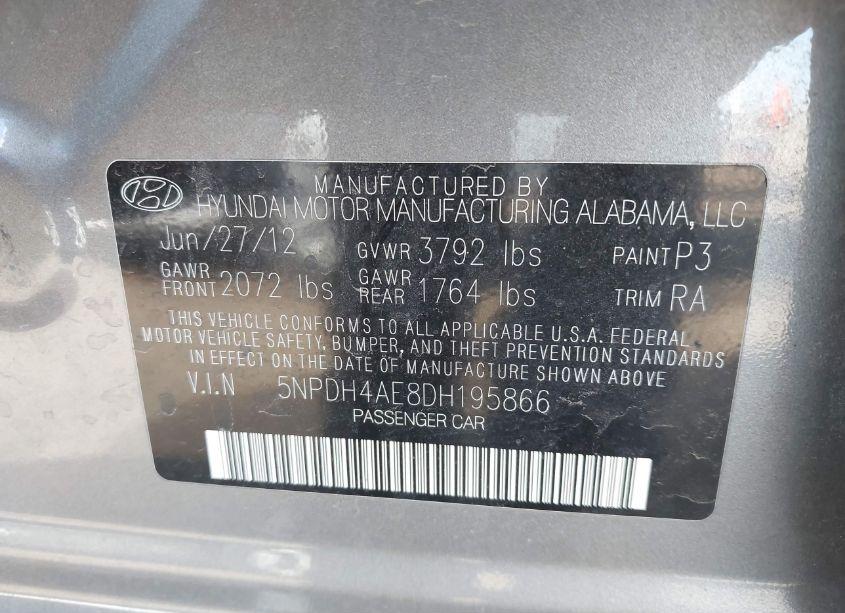 MANUFACTURED BY
HYUNDAI MOTOR MANUFACTURING ALABAMA, LLC
Jun/27/12 GVWR 3792 lbs PAINT P3
GAWR FRONT 2072 lbs GAWR REAR 1764 lbs TRIM RA
THIS VEHICLE CONFORMS TO ALL APPLICABLE U.S.A. FEDERAL
MOTOR VEHICLE SAFETY, BUMPER, AND THEFT PREVENTION STANDARDS
IN EFFECT ON THE DATE OF MANUFACTURE SHOWN ABOVE
V.I.N 5NPDH4AE8DH195866
PASSENGER CAR